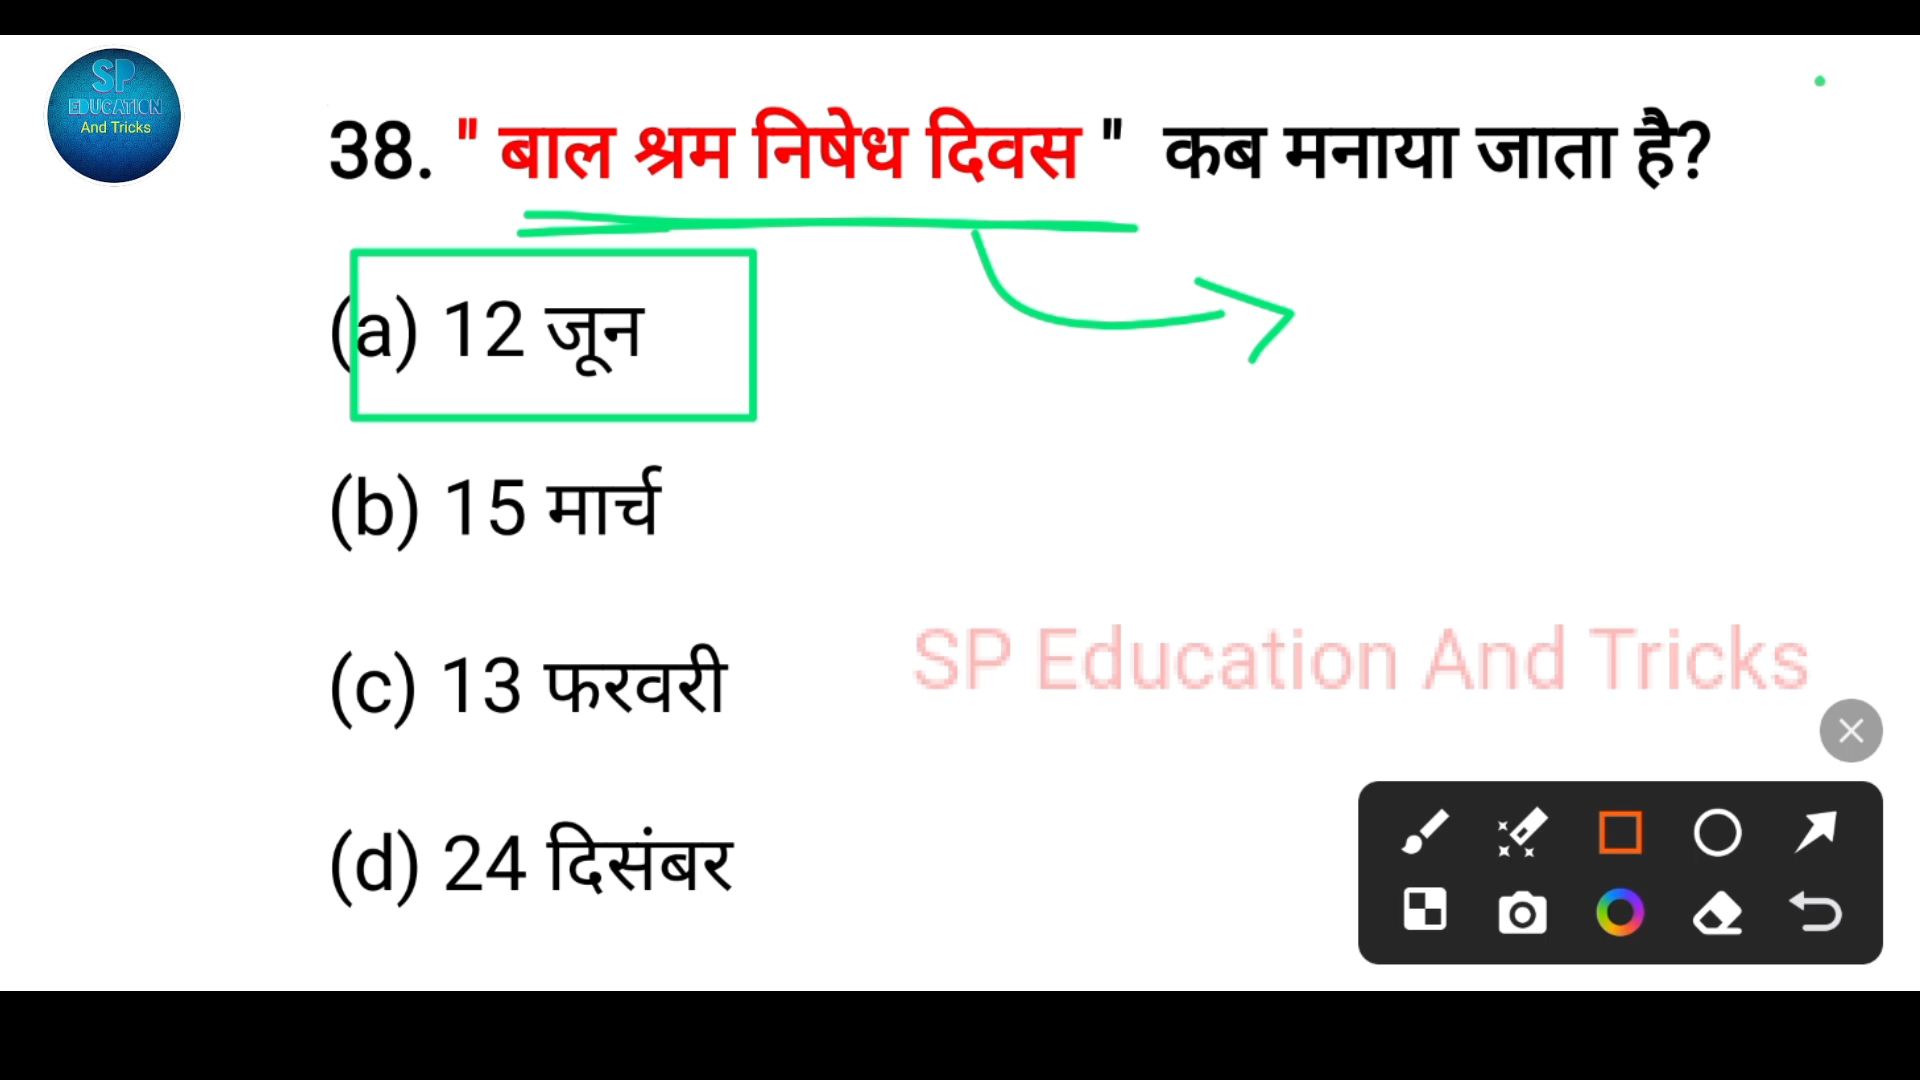 SP
EDUCATION
And Tricks
38. " बाल श्रम निषेध दिवस " कब मनाया जाता है?
(a) 12 जून
(b) 15 मार्च
(c) 13 फरवरी
SP Education And Tricks
(d) 24 दिसंबर